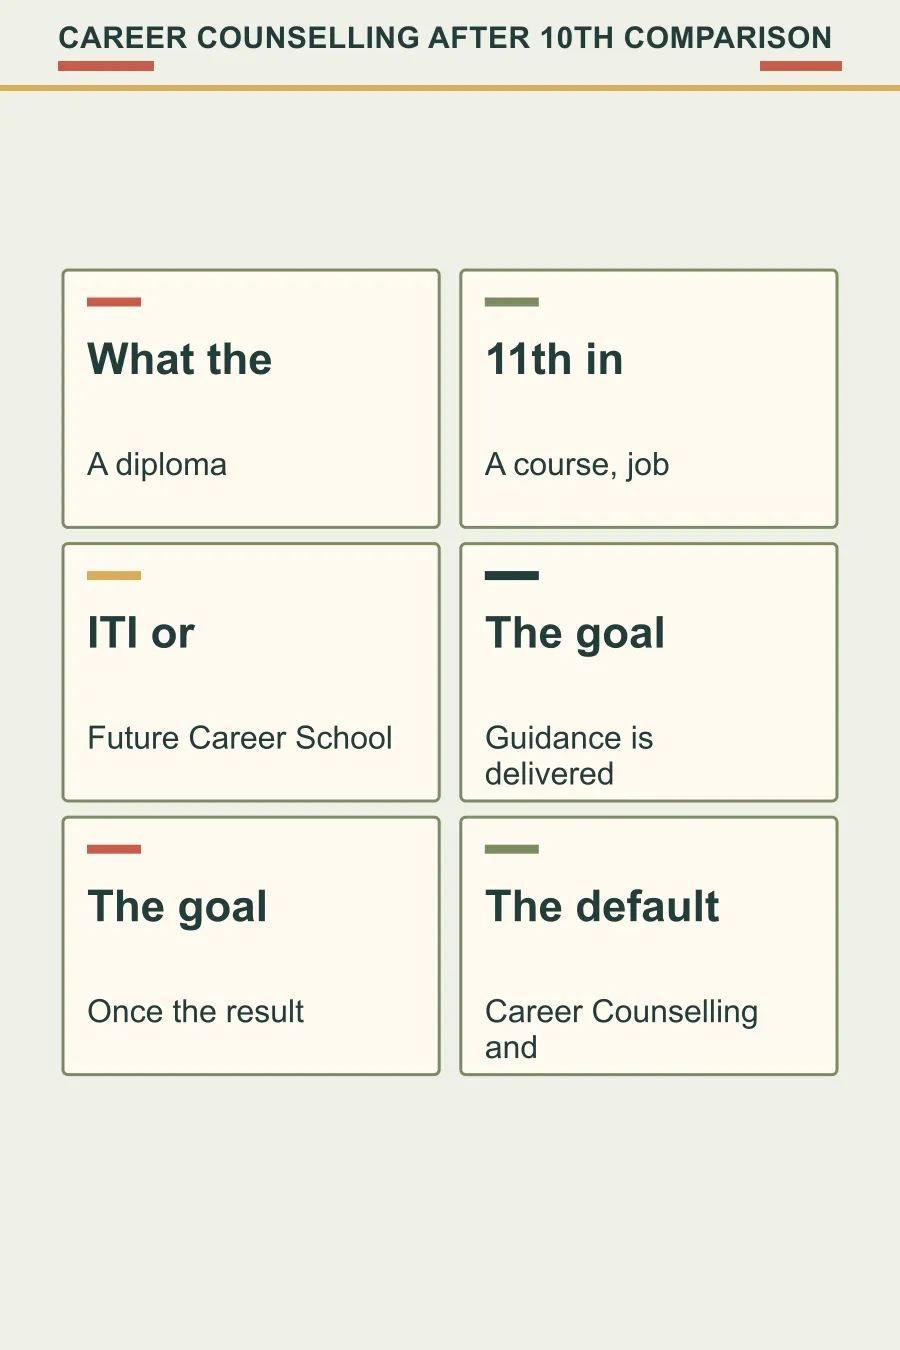 CAREER COUNSELLING AFTER 10TH COMPARISON
What the
A diploma
11th in
A course, job
ITI or
Future Career School
The goal
Guidance is
delivered
The goal
Once the result
The default
Career Counselling
and